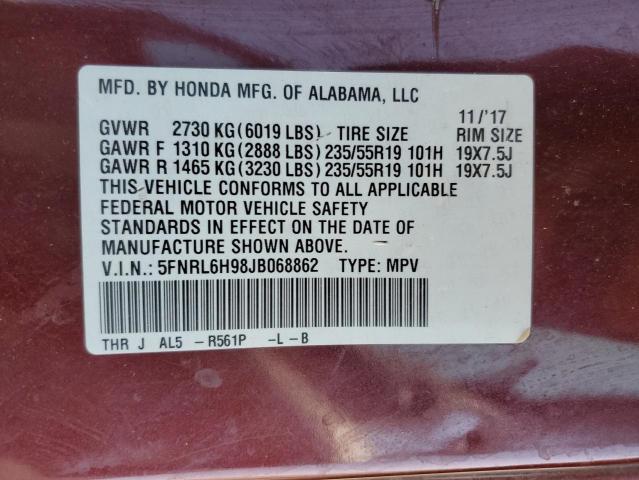 MFD. BY HONDA MFG. OF ALABAMA, LLC
11/'17
GVWR 2730 KG(6019 LBS) TIRE SIZE RIM SIZE
GAWR F 1310 KG(2888 LBS) 235/55R19 101H 19X7.5J
GAWR R 1465 KG(3230 LBS) 235/55R19 101H 19X7.5J
THIS VEHICLE CONFORMS TO ALL APPLICABLE
FEDERAL MOTOR VEHICLE SAFETY
STANDARDS IN EFFECT ON THE DATE OF
MANUFACTURE SHOWN ABOVE.
V.I.N.: 5FNRL6H98JB068862 TYPE: MPV
THR J AL5 -R561P -L-B